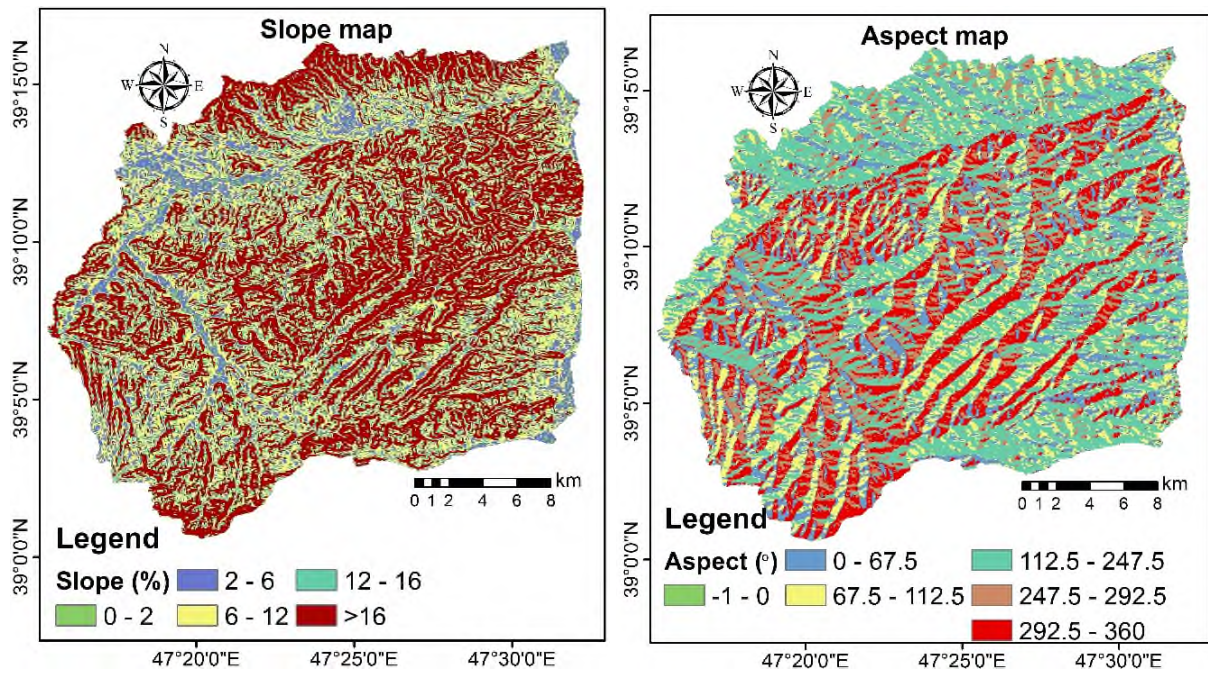 Slope map
N
W E
S
39°15'0"N
39°10'0"N
39°5'0"N
39°0'0"N
km
0 1 2 4 6 8
Legend
Slope (%)
0 - 2
2 - 6
6 - 12
12 - 16
>16
47°20'0"E 47°25'0"E 47°30'0"E
Aspect map
N
W E
S
39°15'0"N
39°10'0"N
39°5'0"N
39°0'0"N
km
0 1 2 4 6 8
Legend
Aspect (°)
-1 - 0
0 - 67.5
67.5 - 112.5
112.5 - 247.5
247.5 - 292.5
292.5 - 360
47°20'0"E 47°25'0"E 47°30'0"E